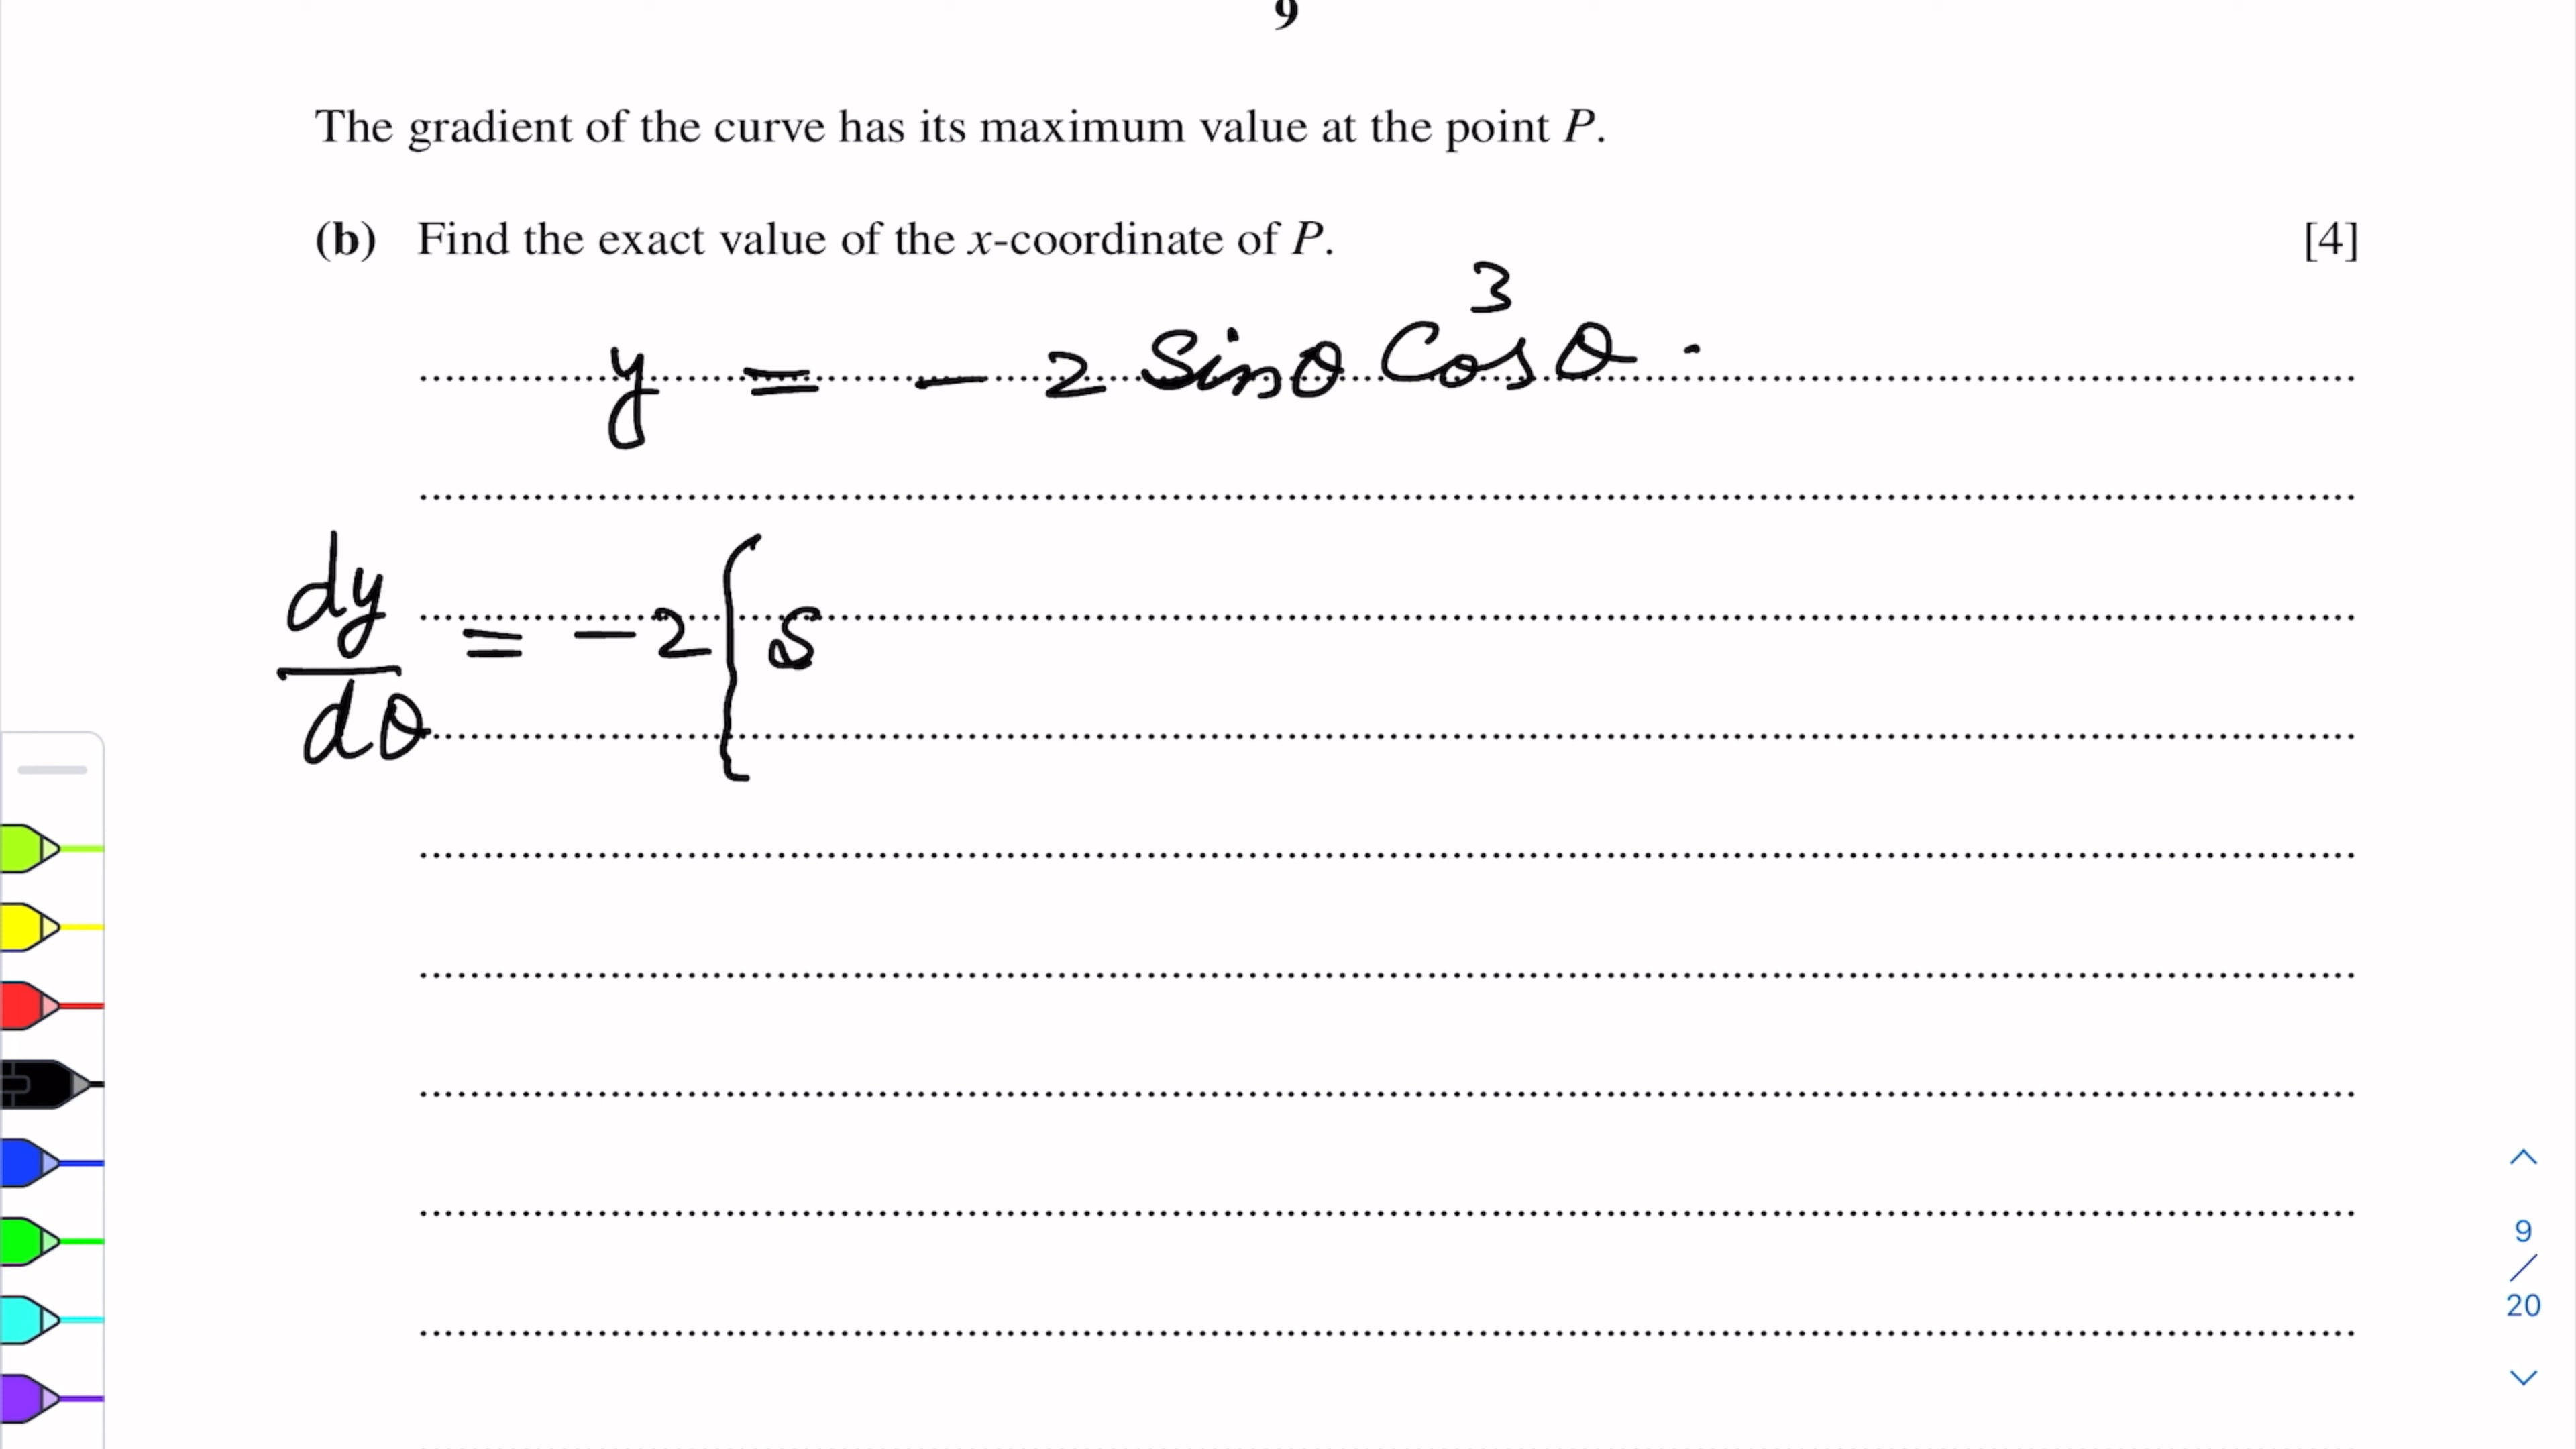 9
The gradient of the curve has its maximum value at the point P.
(b) Find the exact value of the x-coordinate of P. [4]
y = - 2 Sinθ Cos³θ .
dy/dθ = -2 [ s
9
/
20